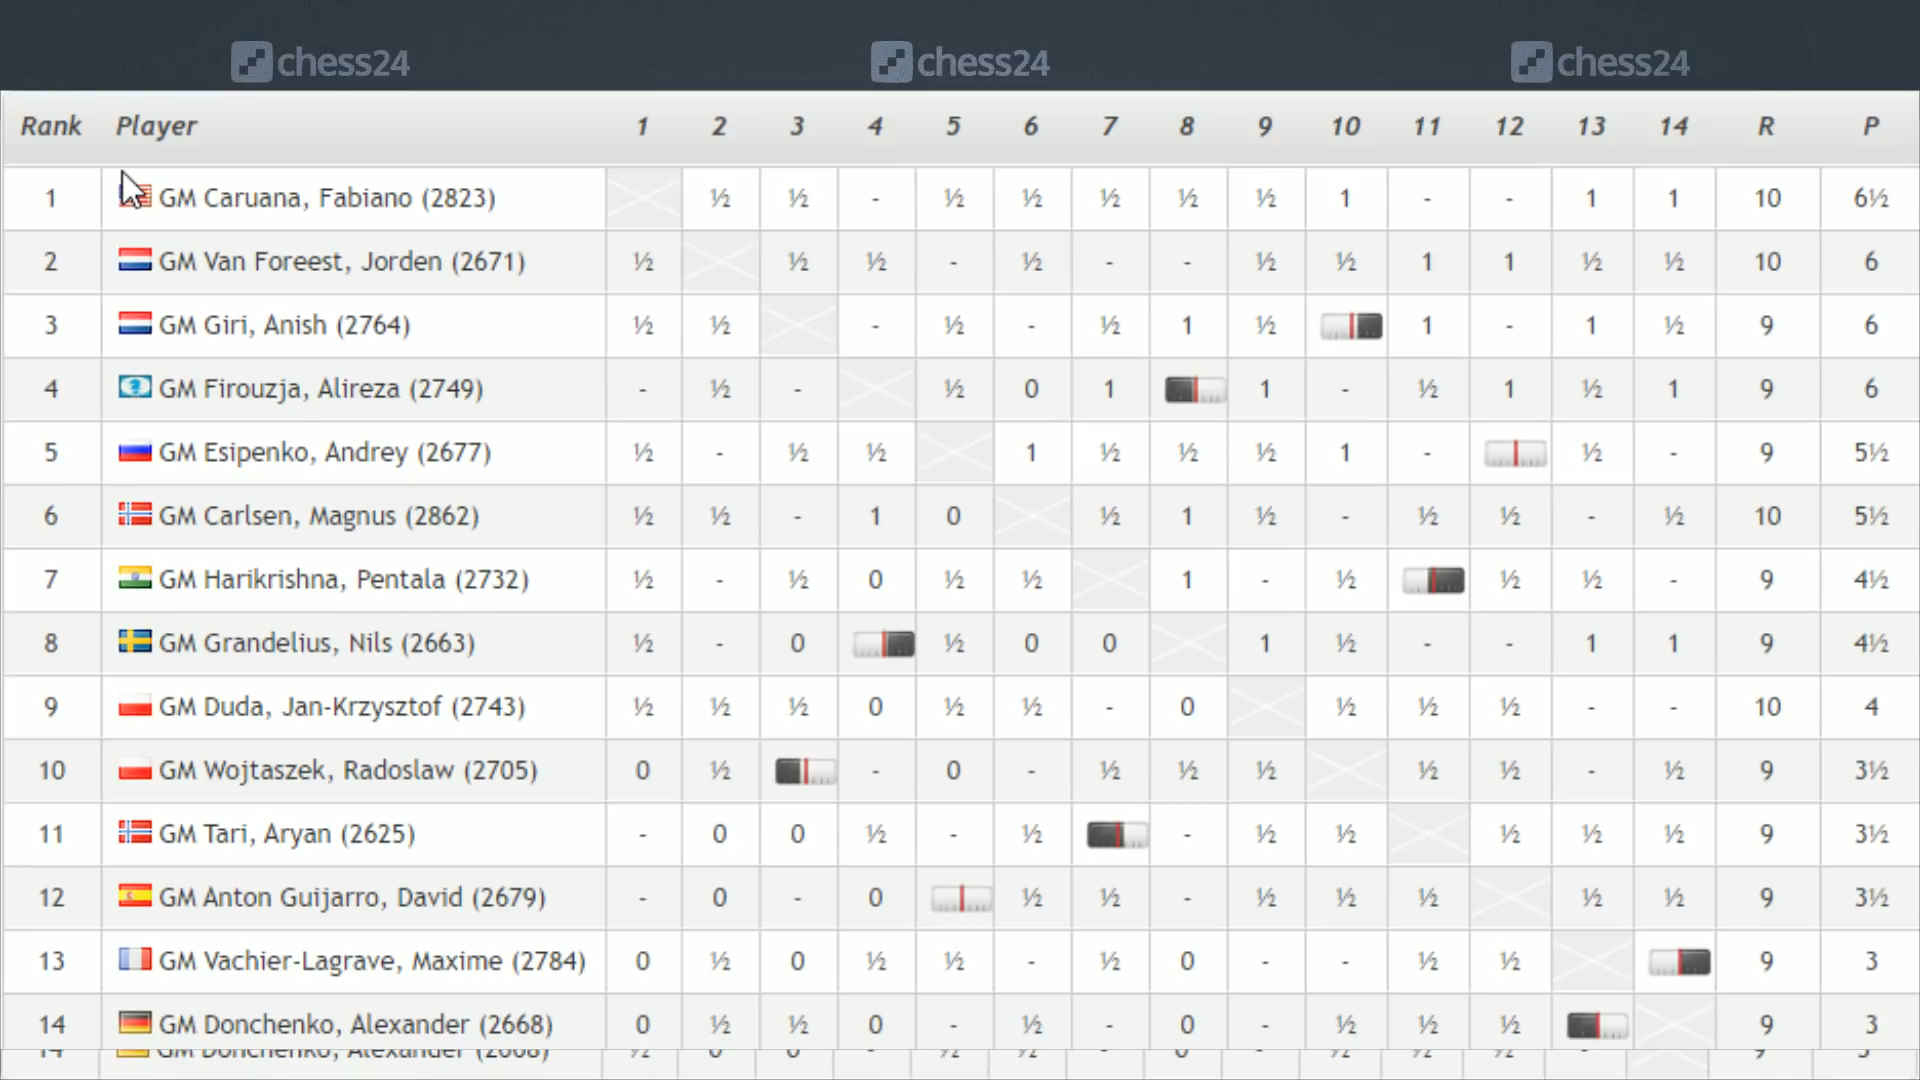 chess24 chess24 chess24
Rank Player 1 2 3 4 5 6 7 8 9 10 11 12 13 14 R P
1 GM Caruana, Fabiano (2823) ½ ½ - ½ ½ ½ ½ ½ 1 - - 1 1 10 6½
2 GM Van Foreest, Jorden (2671) ½ ½ ½ - ½ - - ½ ½ 1 1 ½ ½ 10 6
3 GM Giri, Anish (2764) ½ ½ - ½ - ½ 1 ½ 1 - 1 ½ 9 6
4 GM Firouzja, Alireza (2749) - ½ - ½ 0 1 1 - ½ 1 ½ 1 9 6
5 GM Esipenko, Andrey (2677) ½ - ½ ½ 1 ½ ½ ½ 1 - ½ - 9 5½
6 GM Carlsen, Magnus (2862) ½ ½ - 1 0 ½ 1 ½ - ½ ½ - ½ 10 5½
7 GM Harikrishna, Pentala (2732) ½ - ½ 0 ½ ½ 1 - ½ ½ ½ - 9 4½
8 GM Grandelius, Nils (2663) ½ - 0 ½ 0 0 1 ½ - - 1 1 9 4½
9 GM Duda, Jan-Krzysztof (2743) ½ ½ ½ 0 ½ ½ - 0 ½ ½ ½ - - 10 4
10 GM Wojtaszek, Radoslaw (2705) 0 ½ - 0 - ½ ½ ½ ½ ½ - ½ 9 3½
11 GM Tari, Aryan (2625) - 0 0 ½ - ½ - ½ ½ ½ ½ ½ 9 3½
12 GM Anton Guijarro, David (2679) - 0 - 0 ½ ½ - ½ ½ ½ ½ ½ 9 3½
13 GM Vachier-Lagrave, Maxime (2784) 0 ½ 0 ½ ½ - ½ 0 - - ½ ½ 9 3
14 GM Donchenko, Alexander (2668) 0 ½ ½ 0 - ½ - 0 - ½ ½ ½ 9 3